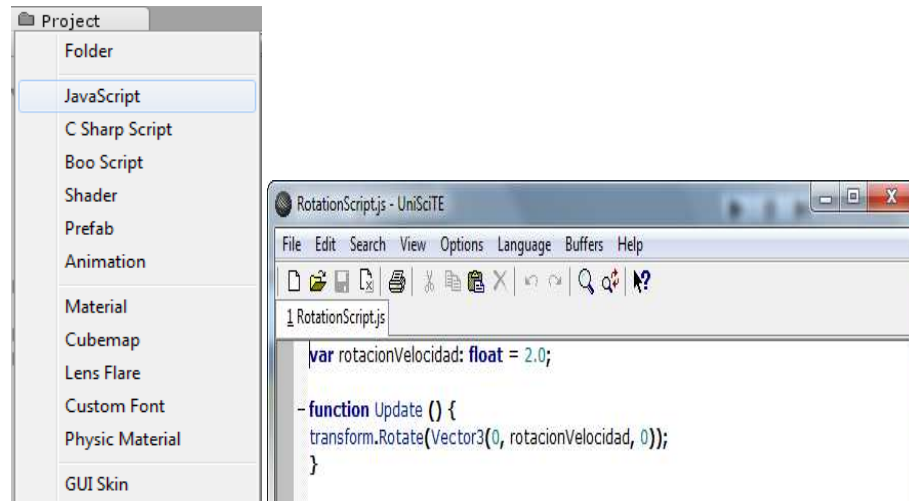 Project
Folder
JavaScript
C Sharp Script
Boo Script
Shader
Prefab
Animation
Material
Cubemap
Lens Flare
Custom Font
Physic Material
GUI Skin
RotationScript.js - UniSciTE
File Edit Search View Options Language Buffers Help
1 RotationScript.js
var rotacionVelocidad: float = 2.0;
function Update () {
transform.Rotate(Vector3(0, rotacionVelocidad, 0));
}